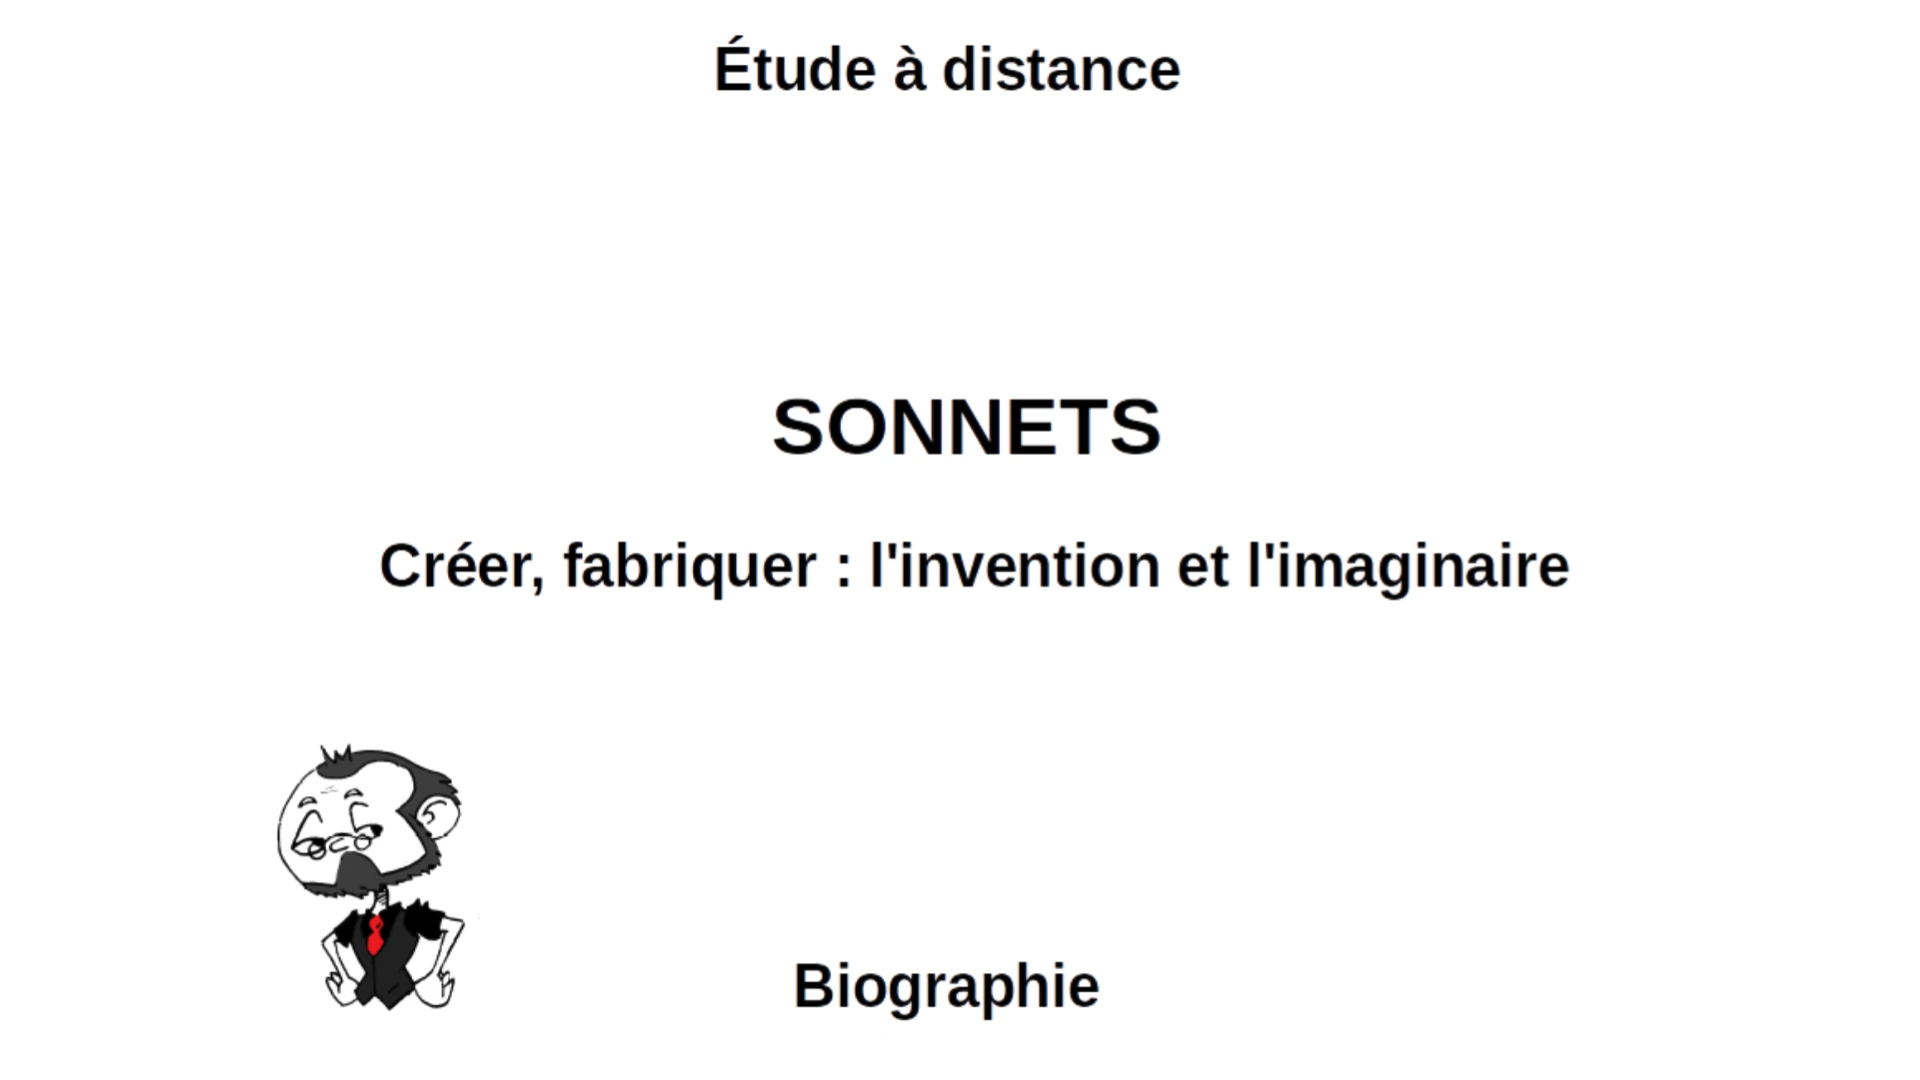 Étude à distance
SONNETS
Créer, fabriquer : l'invention et l'imaginaire
Biographie